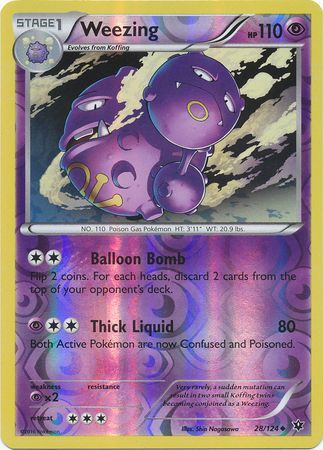 STAGE 1
Weezing
HP 110
Evolves from Koffing
NO. 110 Poison Gas Pokémon HT: 3'11" WT: 20.9 lbs.
Balloon Bomb
Flip 2 coins. For each heads, discard 2 cards from the
top of your opponent's deck.
Thick Liquid 80
Both Active Pokémon are now Confused and Poisoned.
weakness resistance
×2
retreat
Very rarely, a sudden mutation can
result in two small Koffing twins
becoming conjoined as a Weezing.
©2016 Pokémon
Illus. Shin Nagasawa
28/124